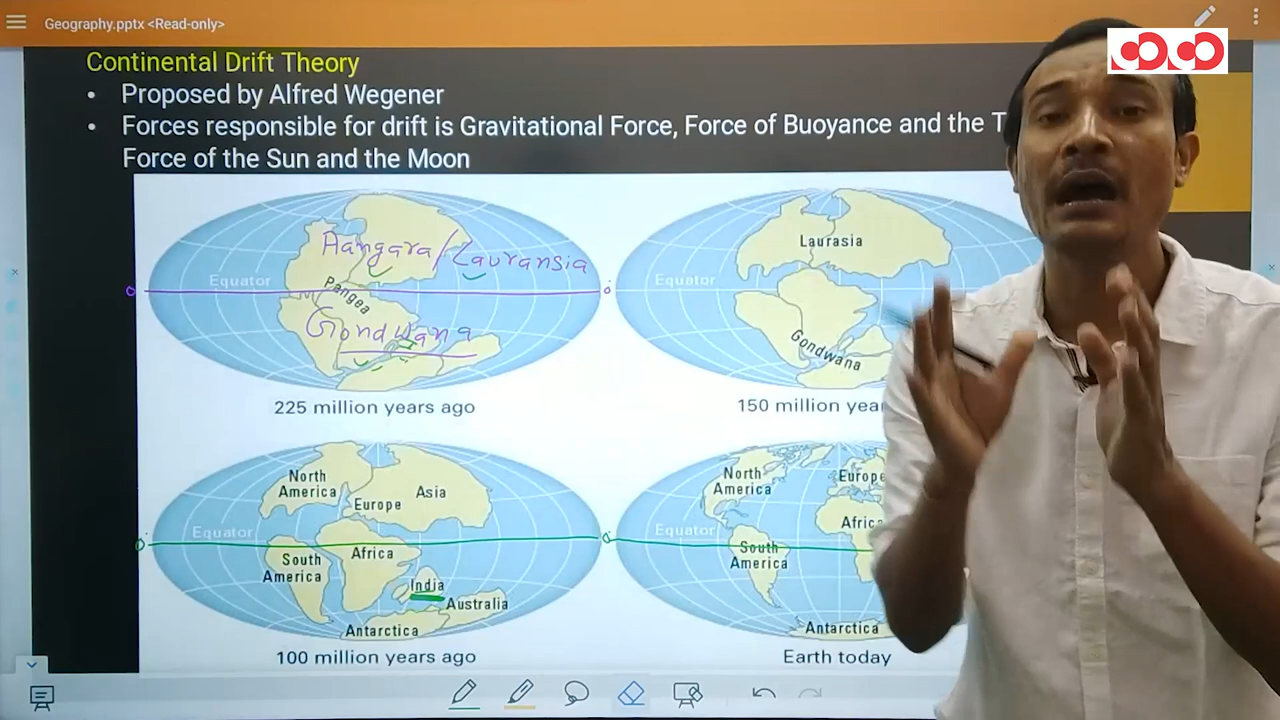 Geography.pptx <Read-only>
Continental Drift Theory
• Proposed by Alfred Wegener
• Forces responsible for drift is Gravitational Force, Force of Buoyance and the T
Force of the Sun and the Moon
Aangara/Lauransia
Equator
Pangea
Gondwana
225 million years ago
Laurasia
Equator
Gondwana
150 million yea
North
America
Europe
Asia
Equator
Africa
South
America
India
Australia
Antarctica
100 million years ago
North
America
Europe
Equator
Africa
South
America
Antarctica
Earth today